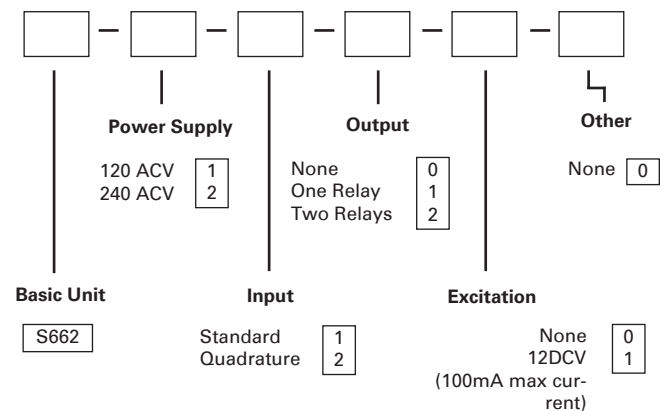 Power Supply
120 ACV 1
240 ACV 2
Output
None 0
One Relay 1
Two Relays 2
Other
None 0
Basic Unit
S662
Input
Standard 1
Quadrature 2
Excitation
None 0
12DCV 1
(100mA max cur-
rent)